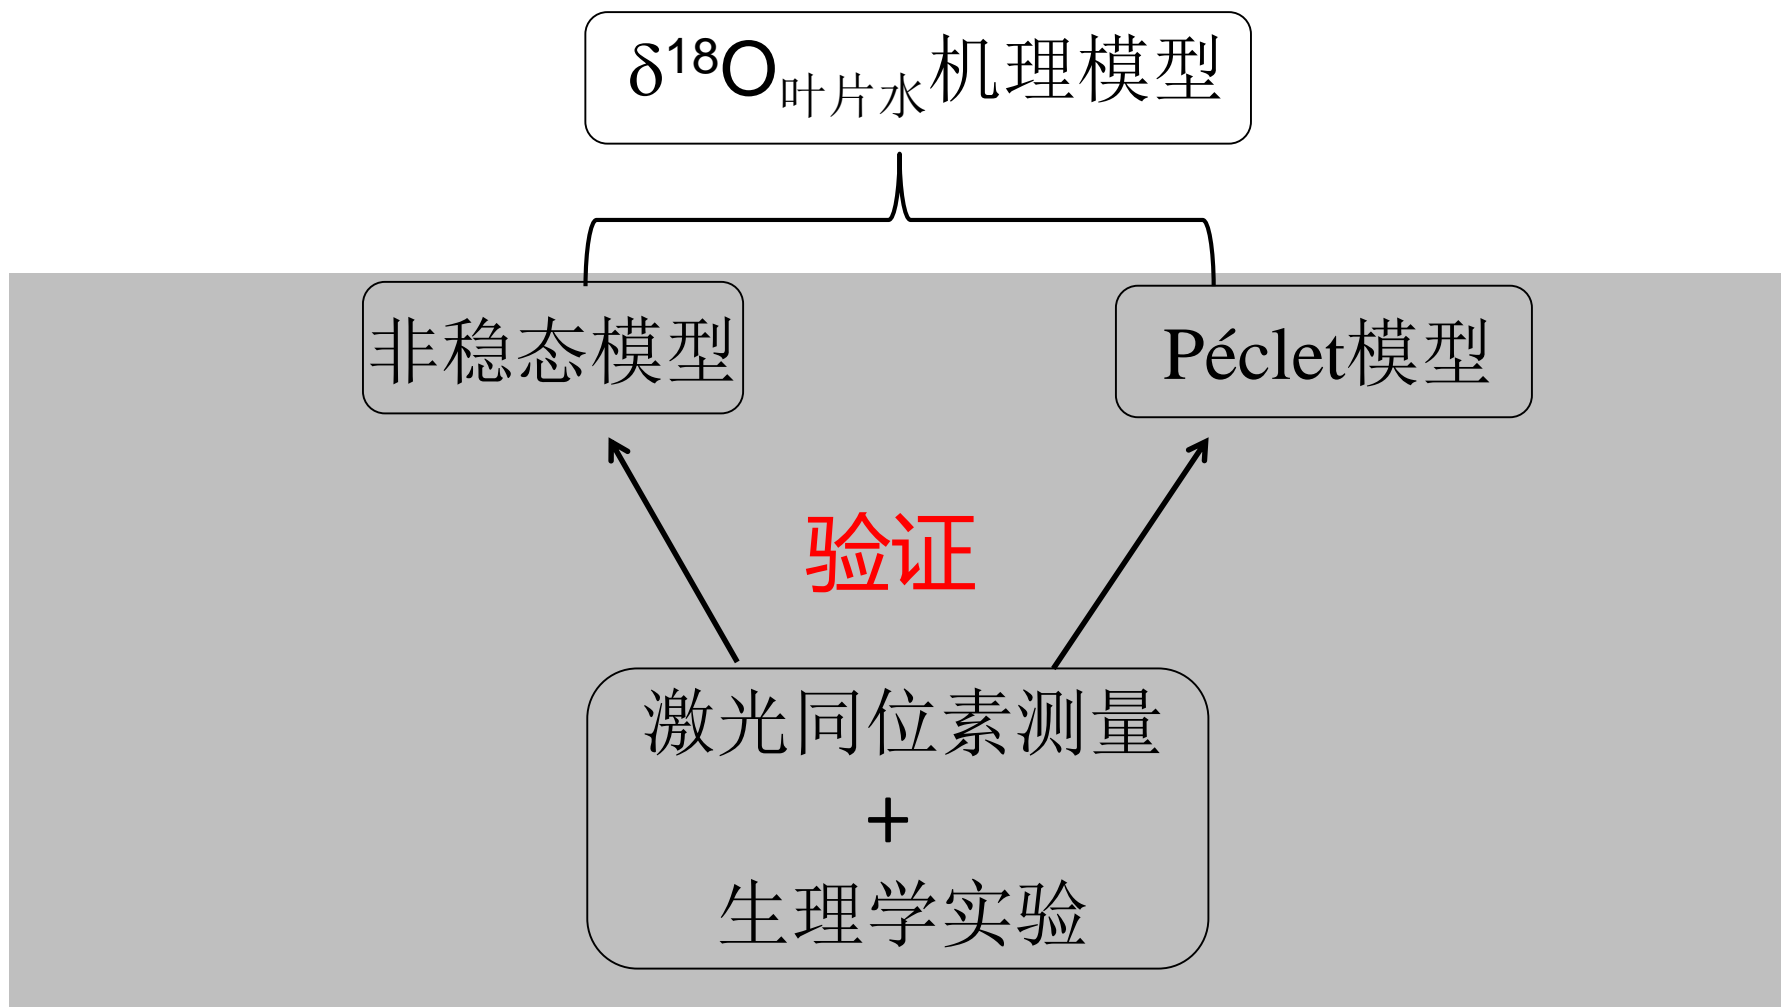 δ¹⁸O叶片水机理模型
非稳态模型
Péclet模型
验证
激光同位素测量
+
生理学实验